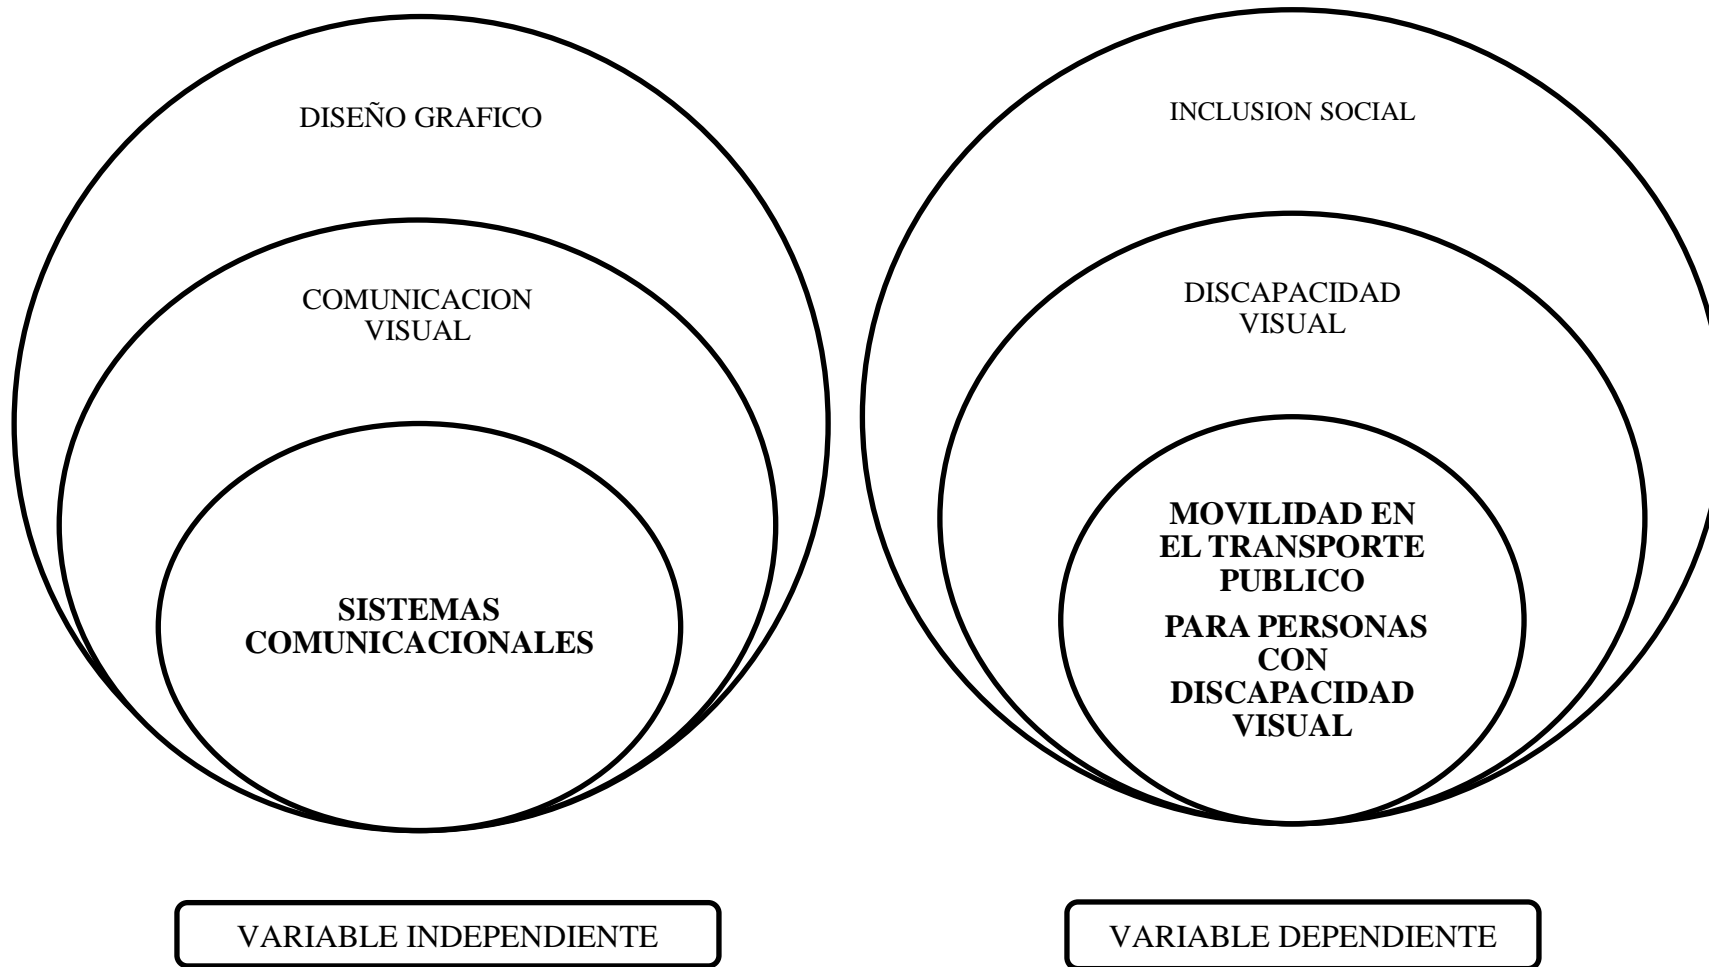 DISEÑO GRAFICO
COMUNICACION
VISUAL
SISTEMAS
COMUNICACIONALES
VARIABLE INDEPENDIENTE
INCLUSION SOCIAL
DISCAPACIDAD
VISUAL
MOVILIDAD EN
EL TRANSPORTE
PUBLICO
PARA PERSONAS
CON
DISCAPACIDAD
VISUAL
VARIABLE DEPENDIENTE